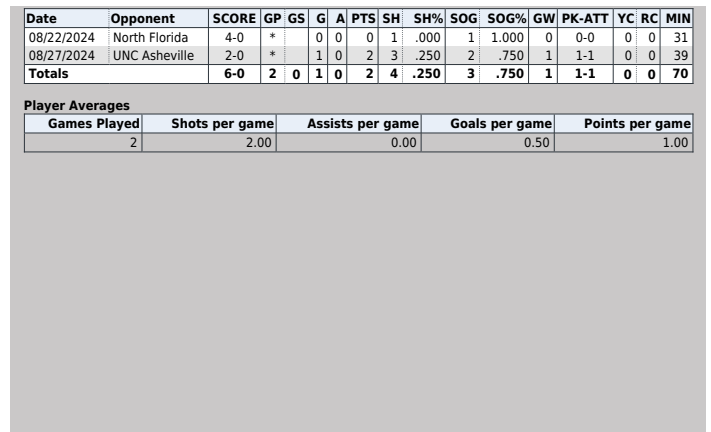 Date Opponent SCORE GP GS G A PTS SH SH% SOG SOG% GW PK-ATT YC RC MIN
08/22/2024 North Florida 4-0 * 0 0 0 1 .000 1 1.000 0 0-0 0 0 31
08/27/2024 UNC Asheville 2-0 * 1 0 2 3 .250 2 .750 1 1-1 0 0 39
Totals 6-0 2 0 1 0 2 4 .250 3 .750 1 1-1 0 0 70
Player Averages
Games Played Shots per game Assists per game Goals per game Points per game
2 2.00 0.00 0.50 1.00